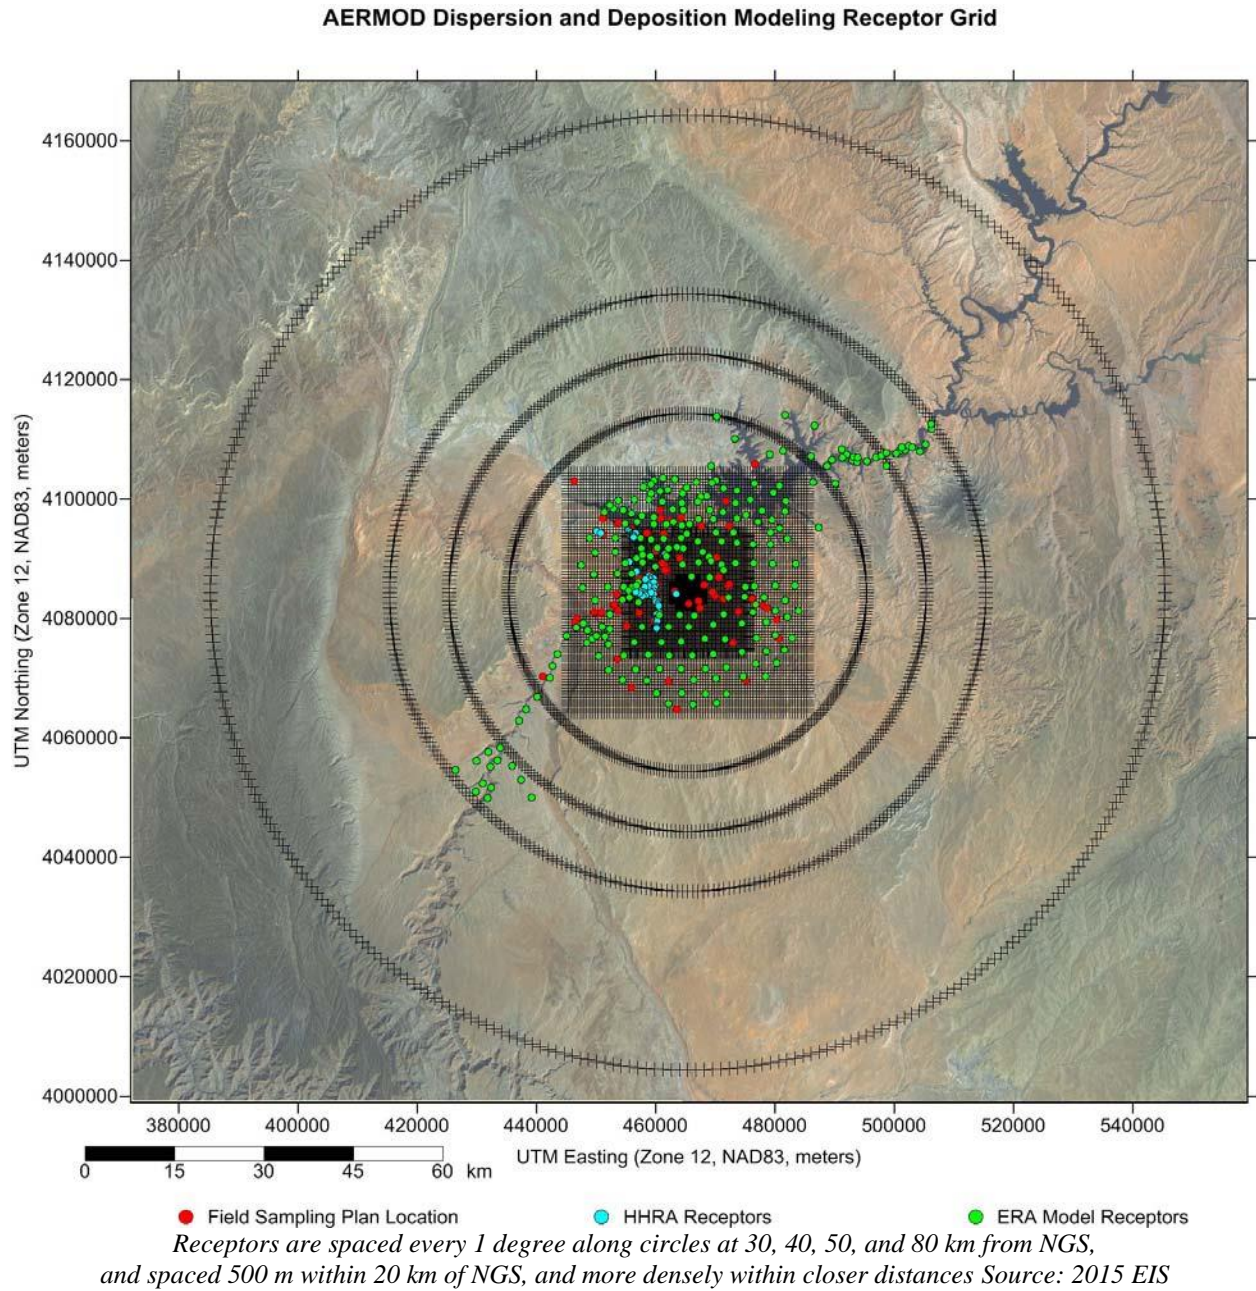 AERMOD Dispersion and Deposition Modeling Receptor Grid
4160000
4140000
4120000
4100000
4080000
4060000
4040000
4020000
4000000
UTM Northing (Zone 12, NAD83, meters)
380000 400000 420000 440000 460000 480000 500000 520000 540000
UTM Easting (Zone 12, NAD83, meters)
0 15 30 45 60 km
Field Sampling Plan Location HHRA Receptors ERA Model Receptors
Receptors are spaced every 1 degree along circles at 30, 40, 50, and 80 km from NGS,
and spaced 500 m within 20 km of NGS, and more densely within closer distances Source: 2015 EIS